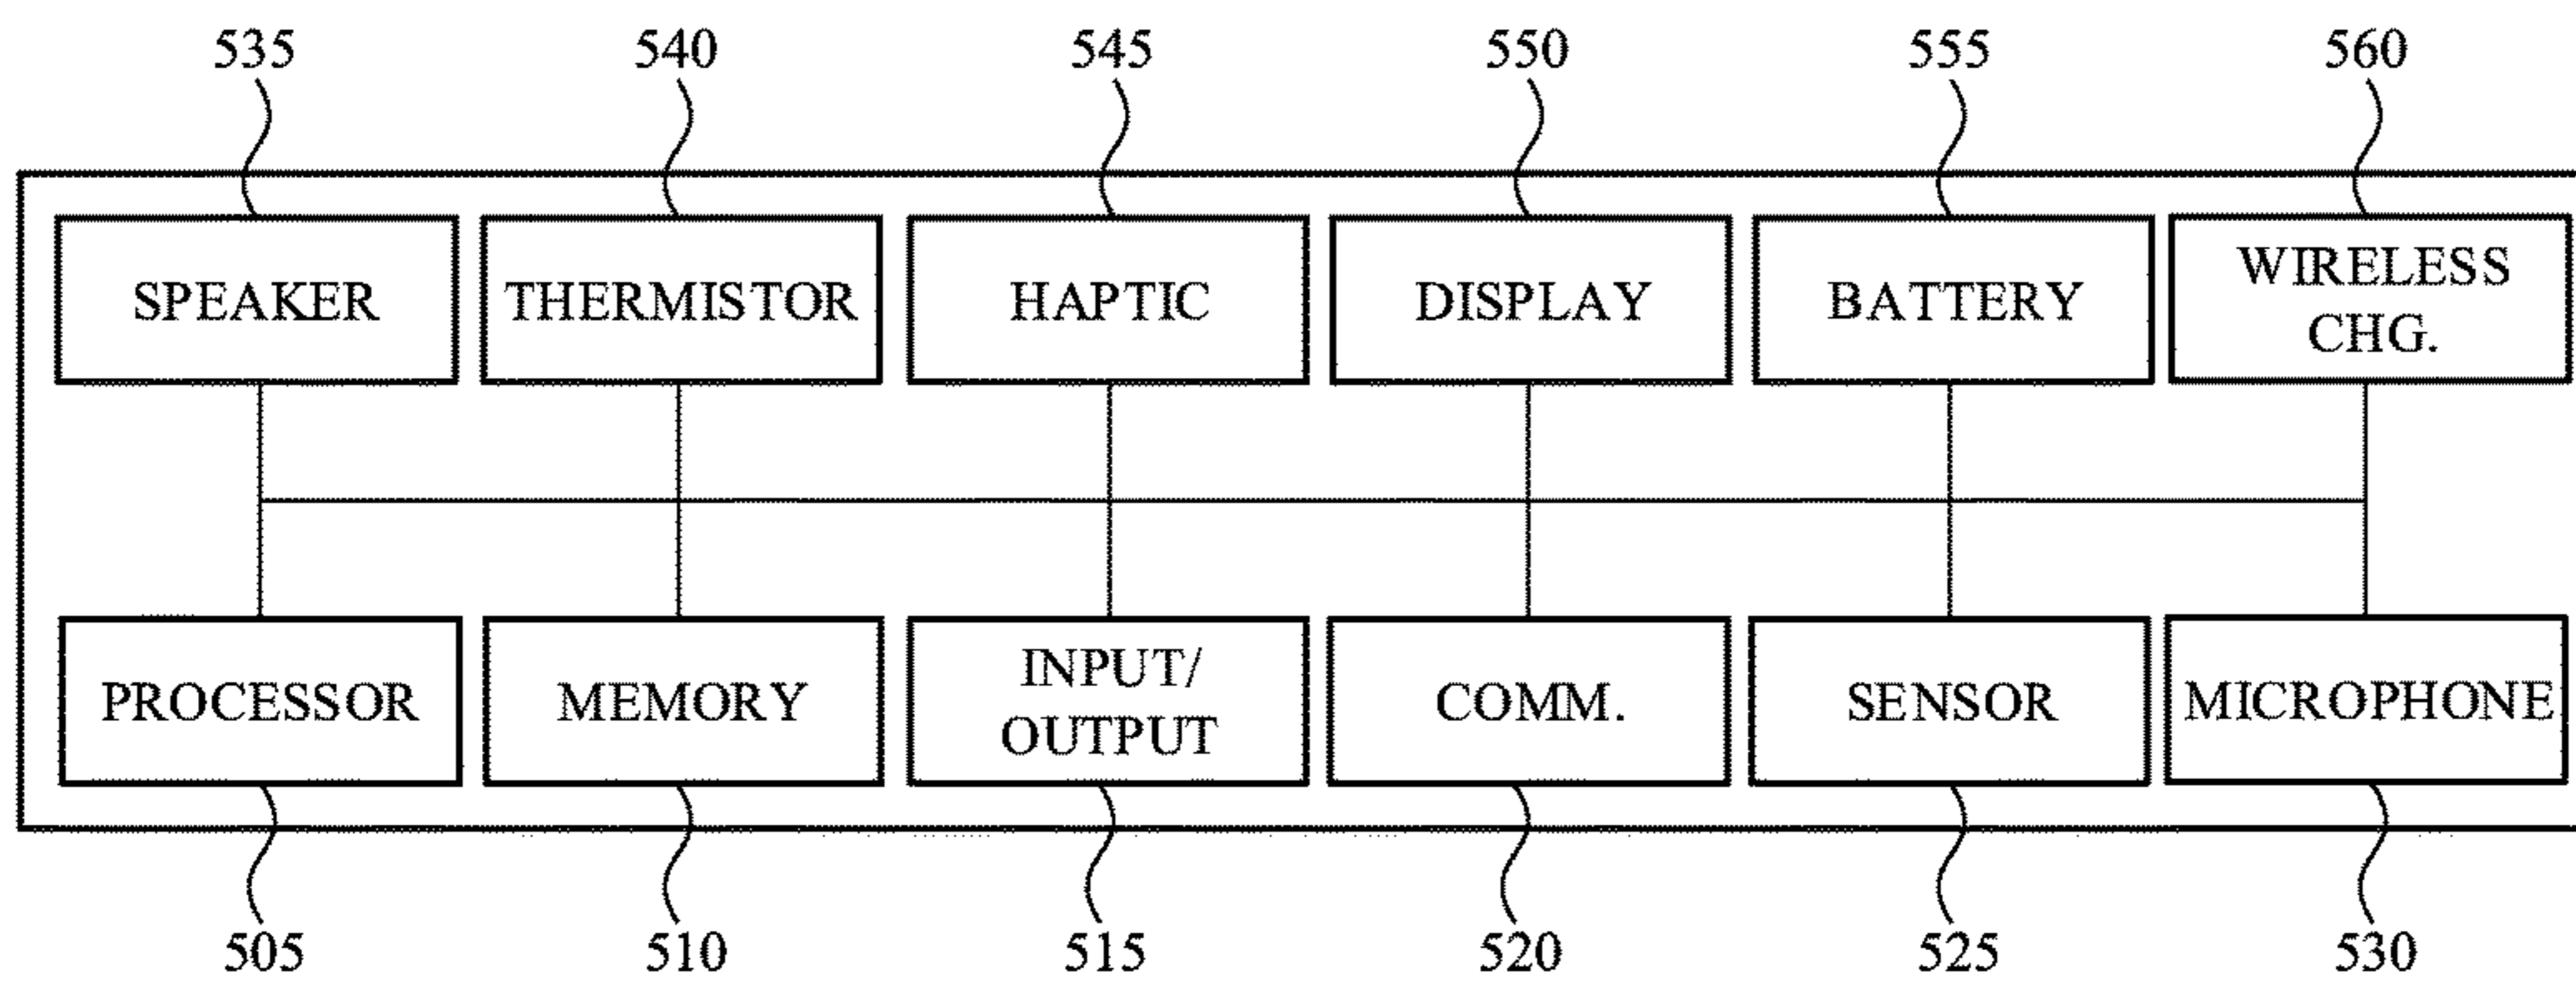 535 540 545 550 555 560
SPEAKER THERMISTOR HAPTIC DISPLAY BATTERY WIRELESS
CHG.
PROCESSOR MEMORY INPUT/
OUTPUT COMM. SENSOR MICROPHONE
505 510 515 520 525 530